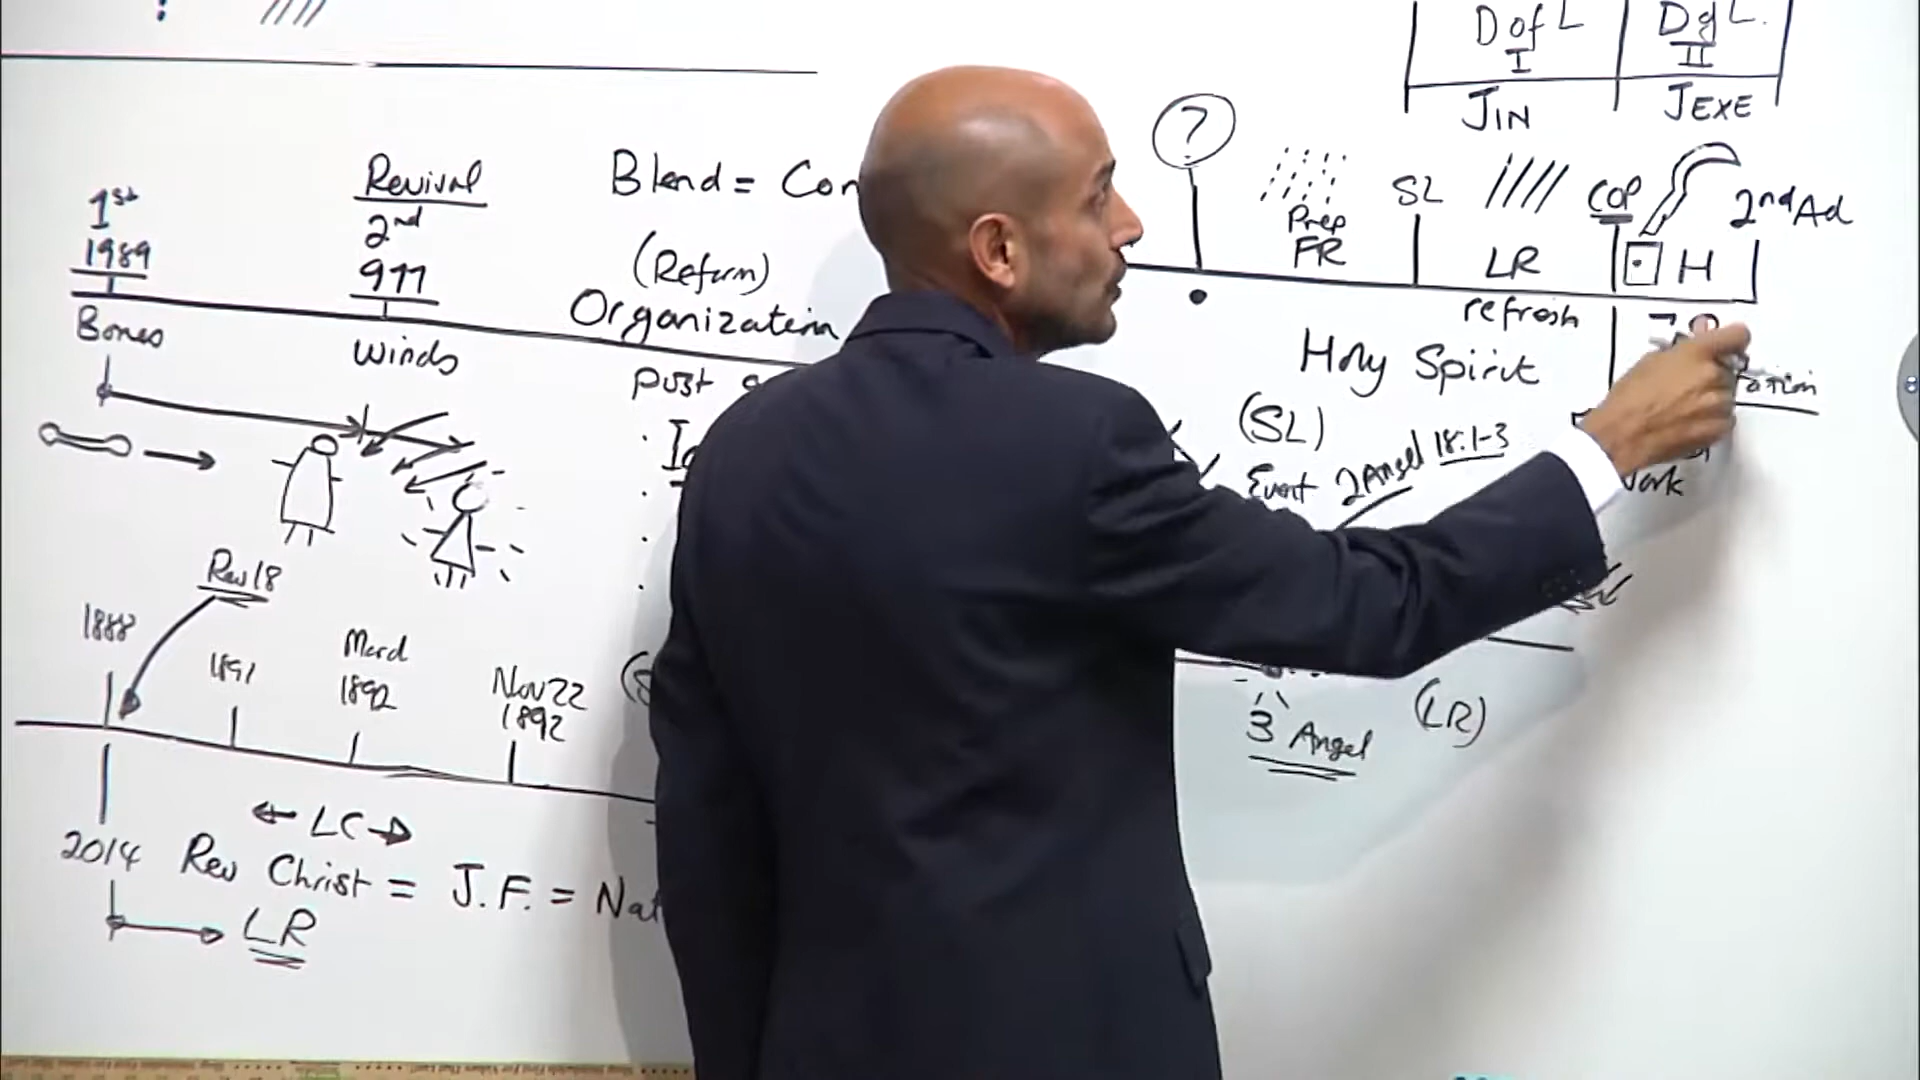 D of L
I
D of L.
II
JIN
JEXE
1st
1989
Revival
2nd
911
Blend = Con
(Reform)
Organization
Bones
Winds
Push
?
Prep
FR
SL
LR
COP
2nd Ad
H
refresh
Holy Spirit
(SL)
Event 2 Angel 18:1-3
Work
Rev 18
1888
1891
March
1892
Nov 22
1892
3 Angel
(LR)
LC
2014 Rev Christ = J.F. = Nat
LR